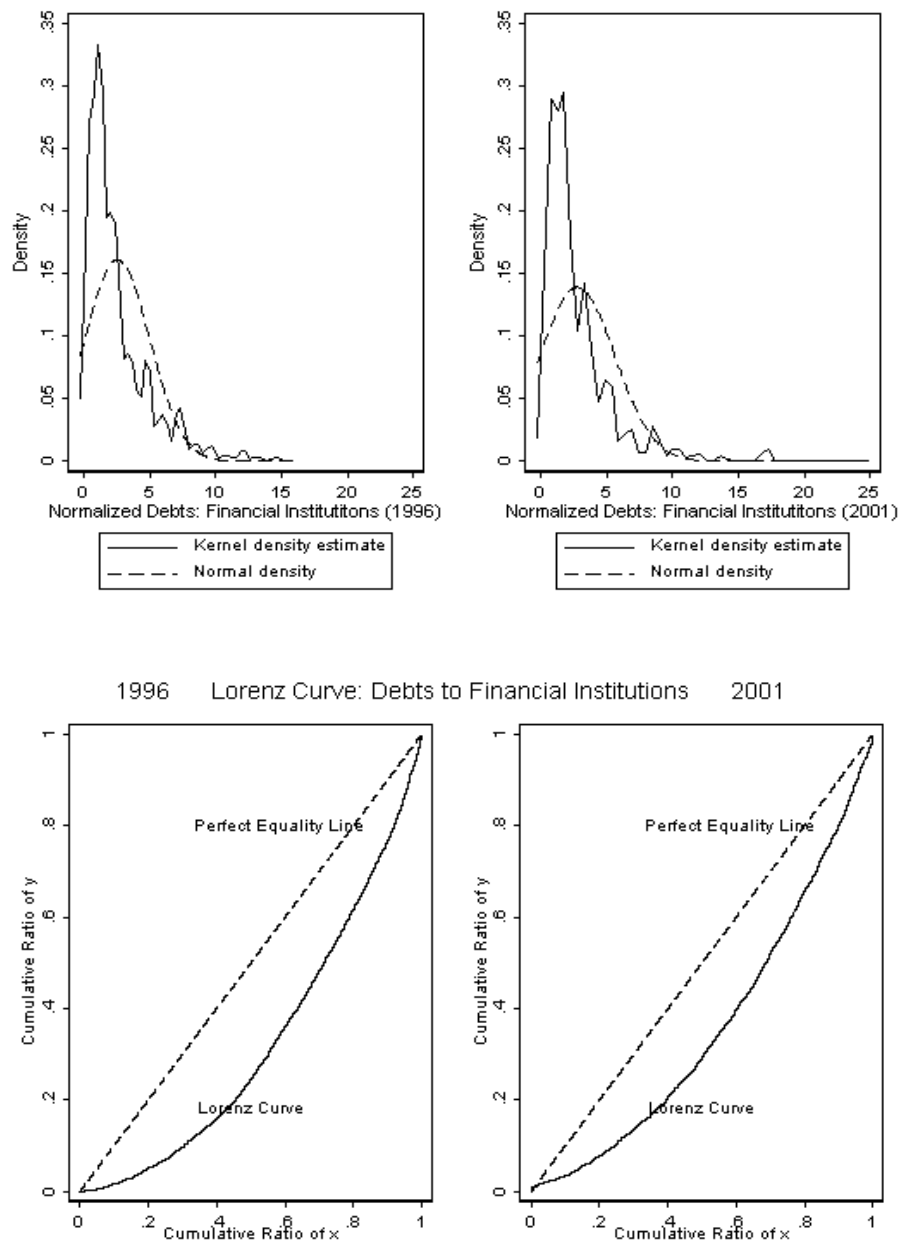 .35
.3
.25
.2
.15
.1
.05
0
Density
0 5 10 15 20 25
Normalized Debts: Financial Institutitons (1996)
Kernel density estimate
Normal density
.35
.3
.25
.2
.15
.1
.05
0
Density
0 5 10 15 20 25
Normalized Debts: Financial Institutitons (2001)
Kernel density estimate
Normal density
1996 Lorenz Curve: Debts to Financial Institutions 2001
1
.8
.6
.4
.2
0
Cumulative Ratio of y
Perfect Equality Line
Lorenz Curve
0 .2 .4 .6 .8 1
Cumulative Ratio of x
1
.8
.6
.4
.2
0
Cumulative Ratio of y
Perfect Equality Line
Lorenz Curve
0 .2 .4 .6 .8 1
Cumulative Ratio of x